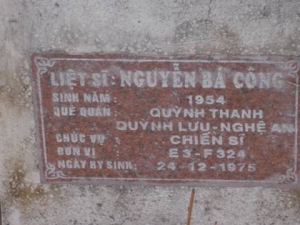 LIỆT SĨ: NGUYỄN BÁ CÔNG
SINH NĂM: 1954
QUÊ QUÁN: QUỲNH THANH
QUỲNH LƯU-NGHỆ AN
CHỨC VỤ: CHIẾN SĨ
ĐƠN VỊ: E3-F324
NGÀY HY SINH: 24-12-1975